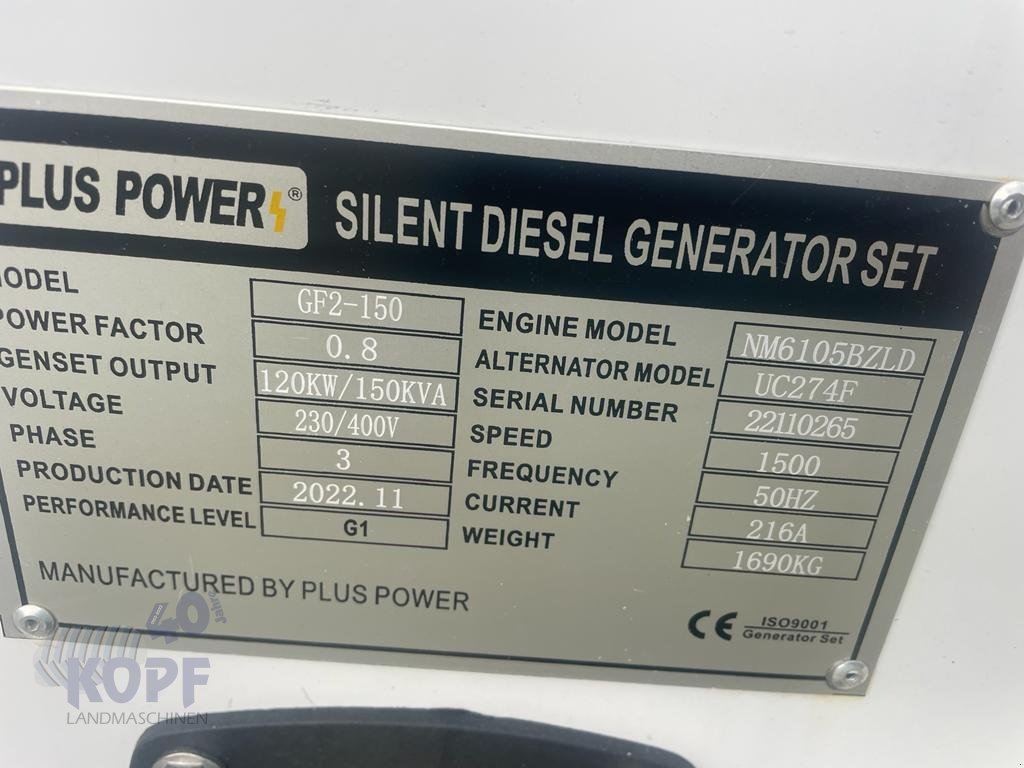 PLUS POWER ®
SILENT DIESEL GENERATOR SET
MODEL GF2-150
POWER FACTOR 0.8
GENSET OUTPUT 120KW/150KVA
VOLTAGE 230/400V
PHASE 3
PRODUCTION DATE 2022.11
PERFORMANCE LEVEL G1
ENGINE MODEL NM6105BZLD
ALTERNATOR MODEL UC274F
SERIAL NUMBER 22110265
SPEED 1500
FREQUENCY 50HZ
CURRENT 216A
WEIGHT 1690KG
MANUFACTURED BY PLUS POWER
CE ISO9001
Generator Set
40 Jahre
KOPF
LANDMASCHINEN